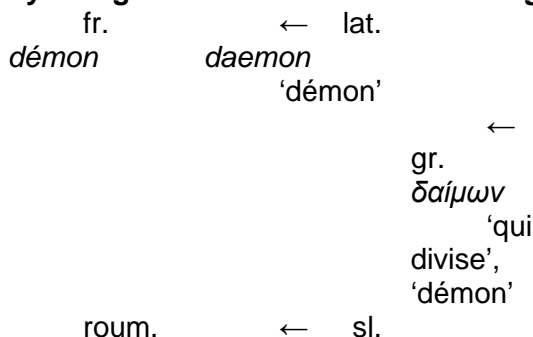 fr. ← lat.
démon daemon
‘démon’
←
gr.
δαίμων
‘qui
divise’,
‘démon’
roum. ← sl.